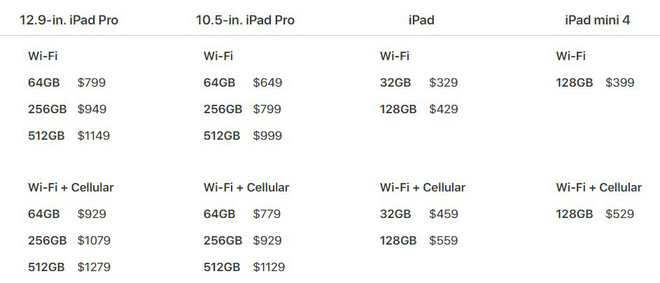 12.9-in. iPad Pro 10.5-in. iPad Pro iPad iPad mini 4
Wi-Fi Wi-Fi Wi-Fi Wi-Fi
64GB $799 64GB $649 32GB $329 128GB $399
256GB $949 256GB $799 128GB $429
512GB $1149 512GB $999
Wi-Fi + Cellular Wi-Fi + Cellular Wi-Fi + Cellular Wi-Fi + Cellular
64GB $929 64GB $779 32GB $459 128GB $529
256GB $1079 256GB $929 128GB $559
512GB $1279 512GB $1129